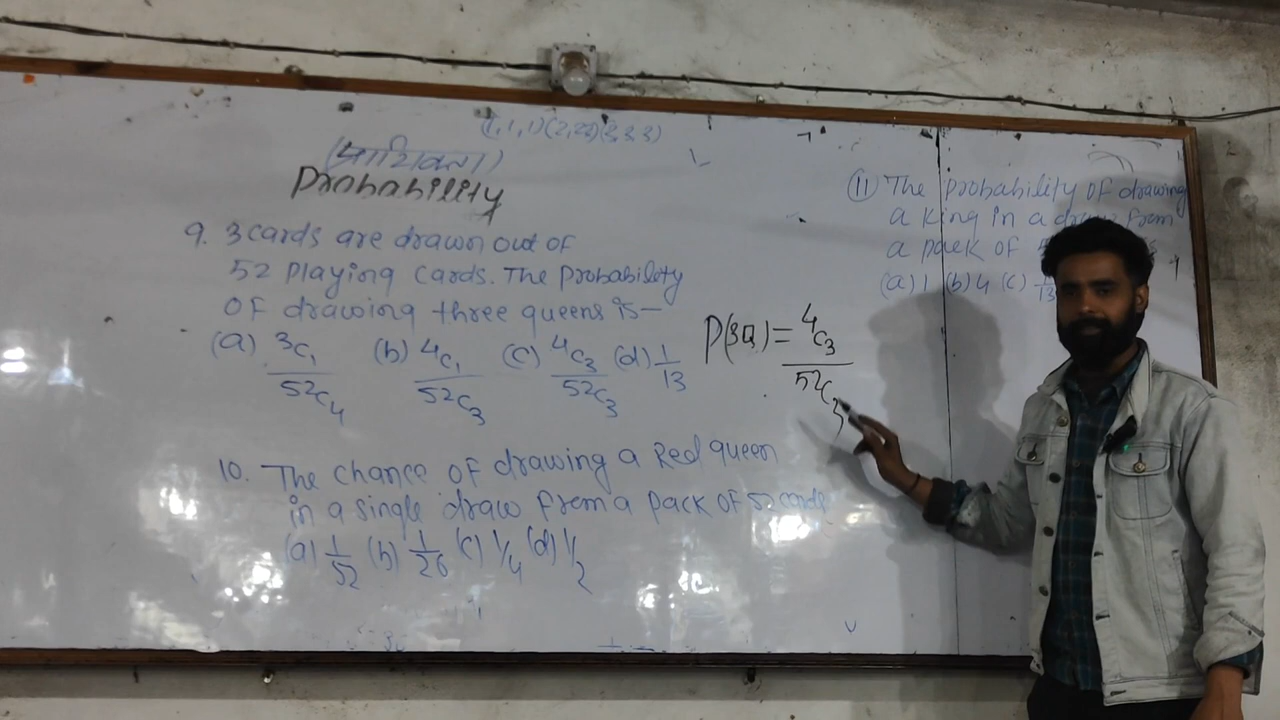 (1,1,1)(2,2,2)(3,3,3)
(प्रायिकता)
Probability
9. 3 cards are drawn out of
52 Playing Cards. The Probability
of drawing three queens is—
(a) ³C₁/⁵²C₄ (b) ⁴C₁/⁵²C₃ (c) ⁴C₃/⁵²C₃ (d) 1/13
P(3Q) = ⁴C₃/⁵²C₃
10. The chance of drawing a Red queen
in a single draw from a pack of 52 cards
(a) 1/52 (b) 1/26 (c) 1/4 (d) 1/2
(11) The probability of drawing
a king in a draw from
a pack of
(a) 1 (b) 4 (c) 1/13